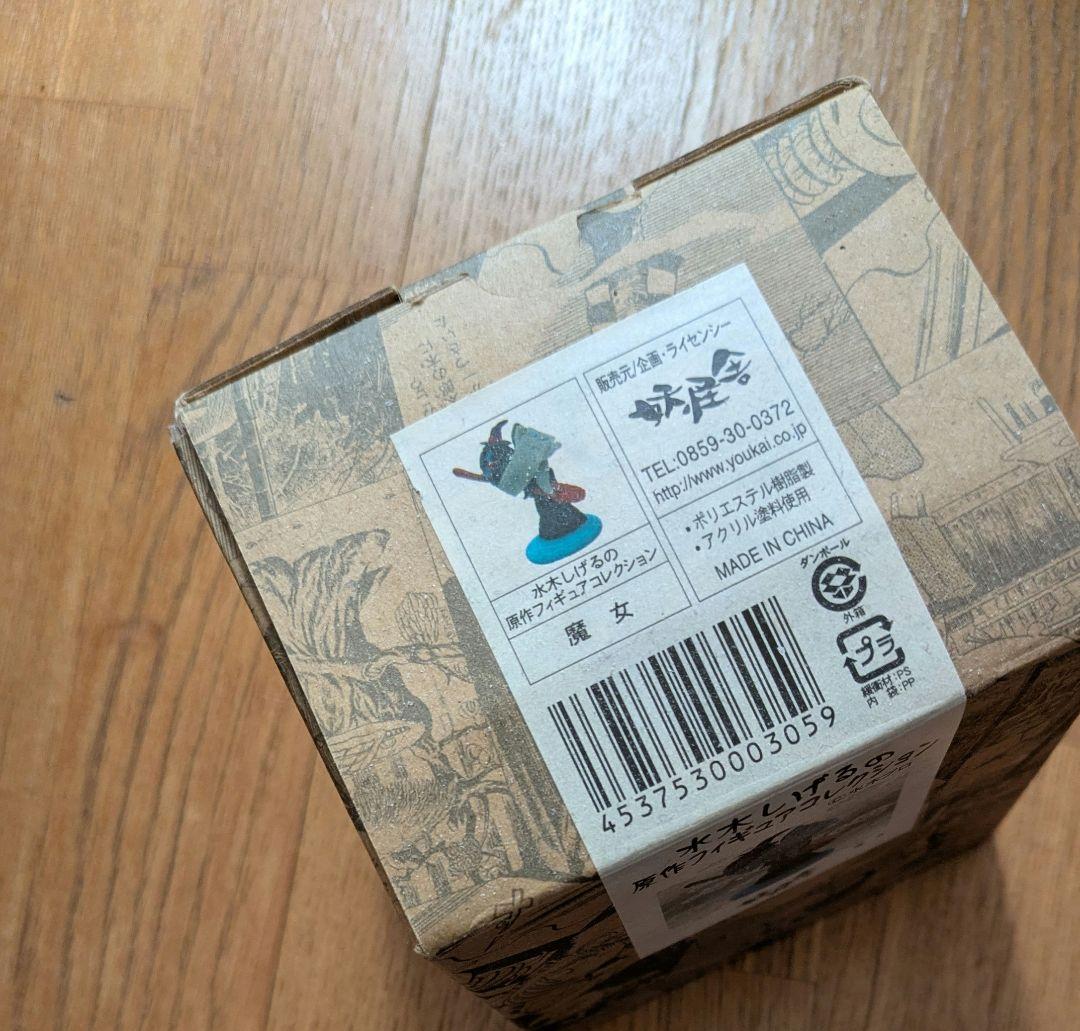 水木しげるの
原作フィギュアコレクション
魔女
販売元/企画・ライセンシー
妖怪舎
TEL:0859-30-0372
http://www.youkai.co.jp
・ポリエステル樹脂製
・アクリル塗料使用
MADE IN CHINA
ダンボール
外箱
プラ
緩衝材:PS
内 袋:PP
4537530003059
水木しげるの
原作フィギュアコレクション
©水木プロ